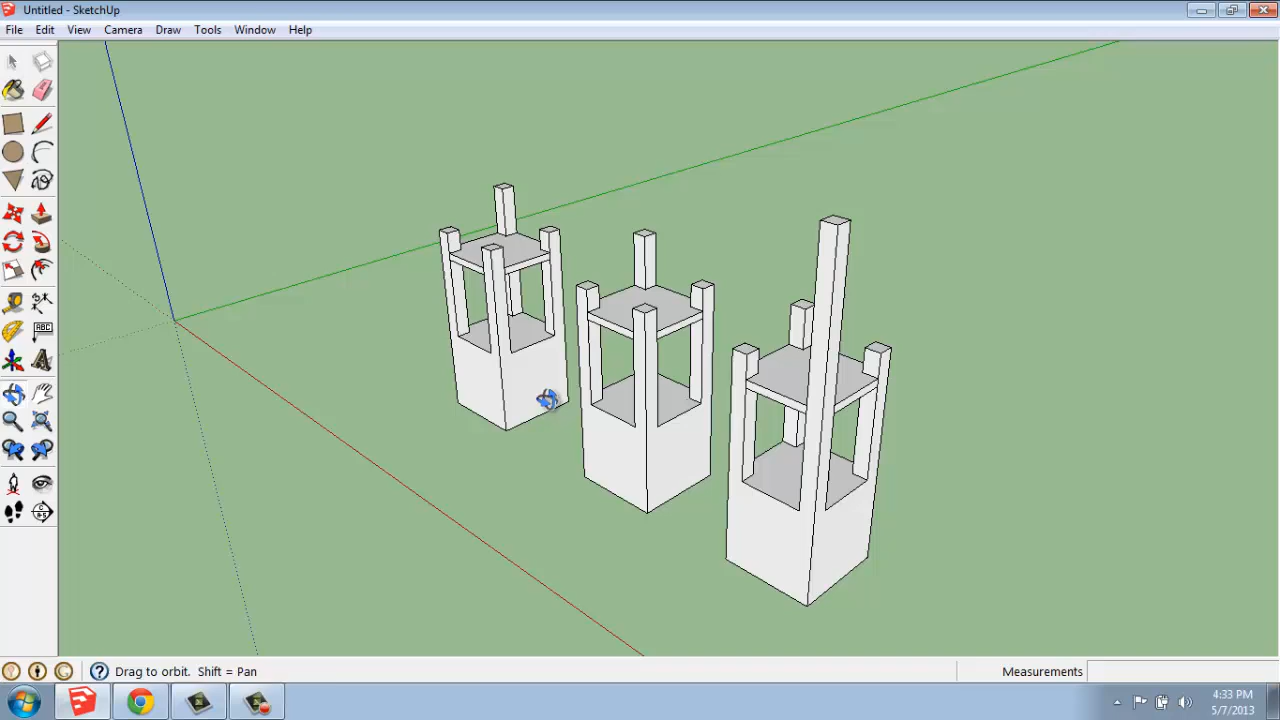 Untitled - SketchUp
File Edit View Camera Draw Tools Window Help
ABC
A
Drag to orbit. Shift = Pan
Measurements
4:33 PM
5/7/2013